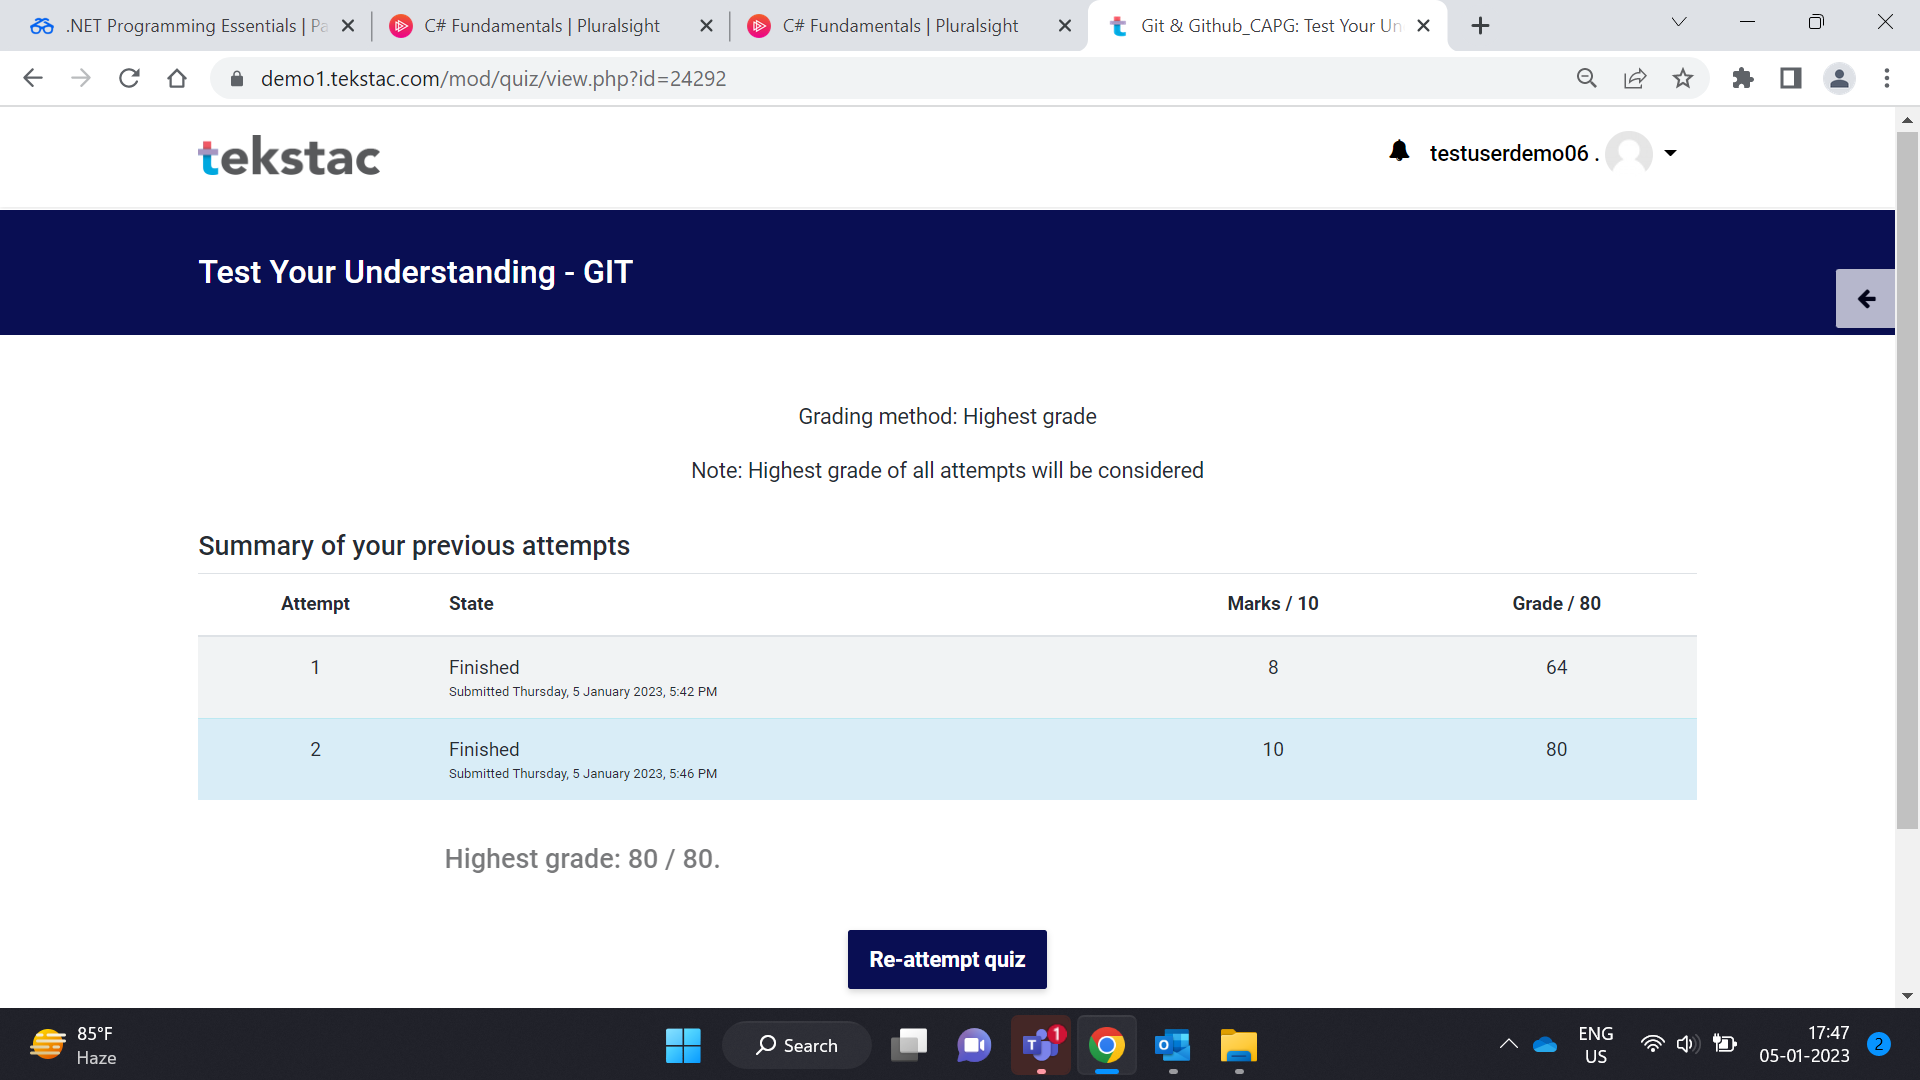 .NET Programming Essentials | Pa
C# Fundamentals | Pluralsight
C# Fundamentals | Pluralsight
Git & Github_CAPG: Test Your Un
demo1.tekstac.com/mod/quiz/view.php?id=24292
tekstac
testuserdemo06 .
Test Your Understanding - GIT
Grading method: Highest grade
Note: Highest grade of all attempts will be considered
Summary of your previous attempts
Attempt State Marks / 10 Grade / 80
1 Finished 8 64
Submitted Thursday, 5 January 2023, 5:42 PM
2 Finished 10 80
Submitted Thursday, 5 January 2023, 5:46 PM
Highest grade: 80 / 80.
Re-attempt quiz
85°F
Haze
Search
1
ENG
US
17:47
05-01-2023
2